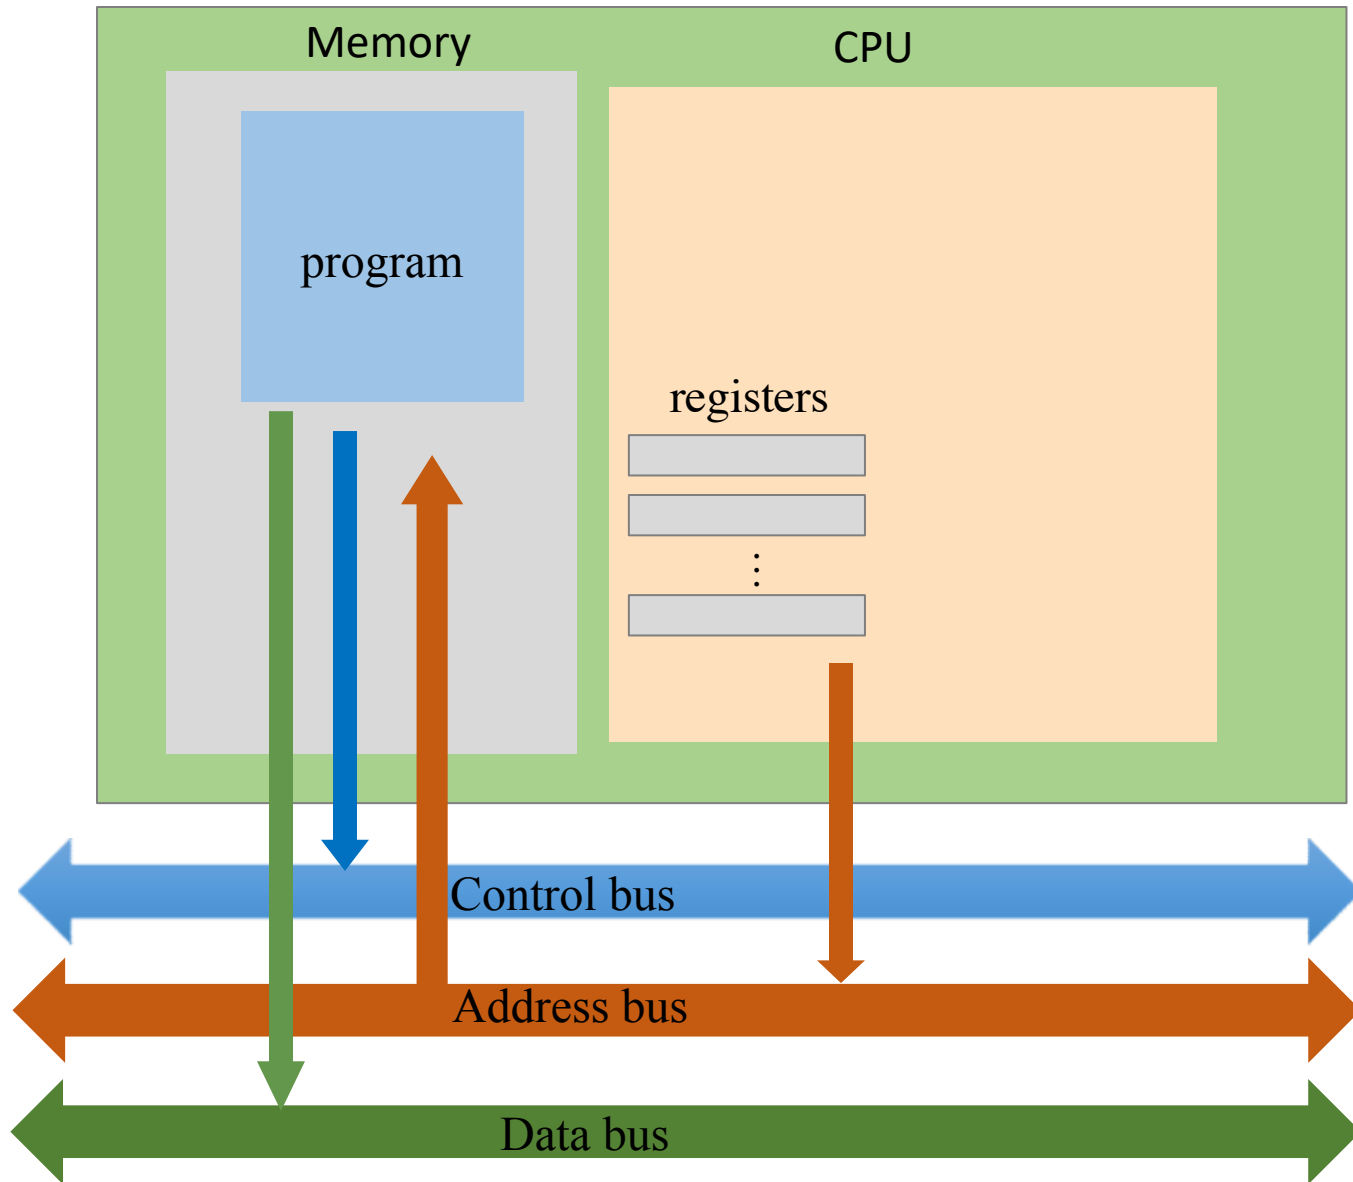 Memory
CPU
program
registers
...
Control bus
Address bus
Data bus